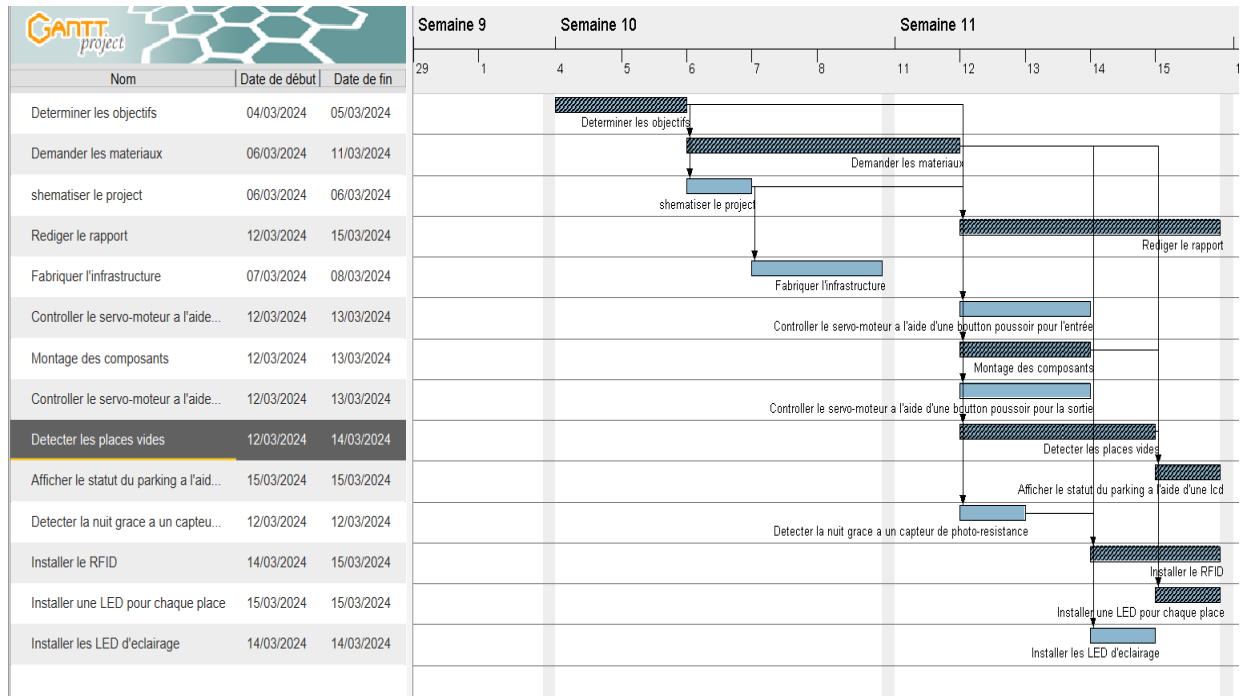 GANTT
project
Semaine 9 Semaine 10 Semaine 11
29 1 4 5 6 7 8 11 12 13 14 15 1
Nom Date de début Date de fin
Determiner les objectifs 04/03/2024 05/03/2024
Determiner les objectifs
Demander les materiaux 06/03/2024 11/03/2024
Demander les materiaux
shematiser le project 06/03/2024 06/03/2024
shematiser le project
Rediger le rapport 12/03/2024 15/03/2024
Rediger le rapport
Fabriquer l'infrastructure 07/03/2024 08/03/2024
Fabriquer l'infrastructure
Controller le servo-moteur a l'aide... 12/03/2024 13/03/2024
Controller le servo-moteur a l'aide d'une boutton poussoir pour l'entrée
Montage des composants 12/03/2024 13/03/2024
Montage des composants
Controller le servo-moteur a l'aide... 12/03/2024 13/03/2024
Controller le servo-moteur a l'aide d'une boutton poussoir pour la sortie
Detecter les places vides 12/03/2024 14/03/2024
Detecter les places vides
Afficher le statut du parking a l'aid... 15/03/2024 15/03/2024
Afficher le statut du parking a l'aide d'une lcd
Detecter la nuit grace a un capteu... 12/03/2024 12/03/2024
Detecter la nuit grace a un capteur de photo-resistance
Installer le RFID 14/03/2024 15/03/2024
Installer le RFID
Installer une LED pour chaque place 15/03/2024 15/03/2024
Installer une LED pour chaque place
Installer les LED d'eclairage 14/03/2024 14/03/2024
Installer les LED d'eclairage